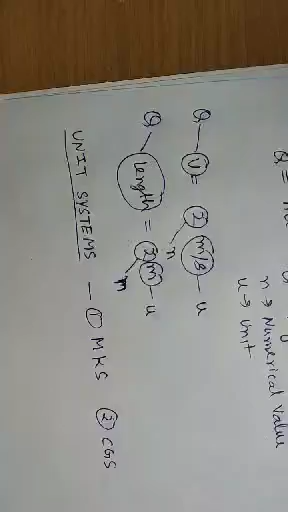 Q =
n → Numerical Value
u → Unit
Q — V = 2 m/s — u
n
Q — Length = 2 m — u
n
UNIT SYSTEMS — ① MKS ② CGS